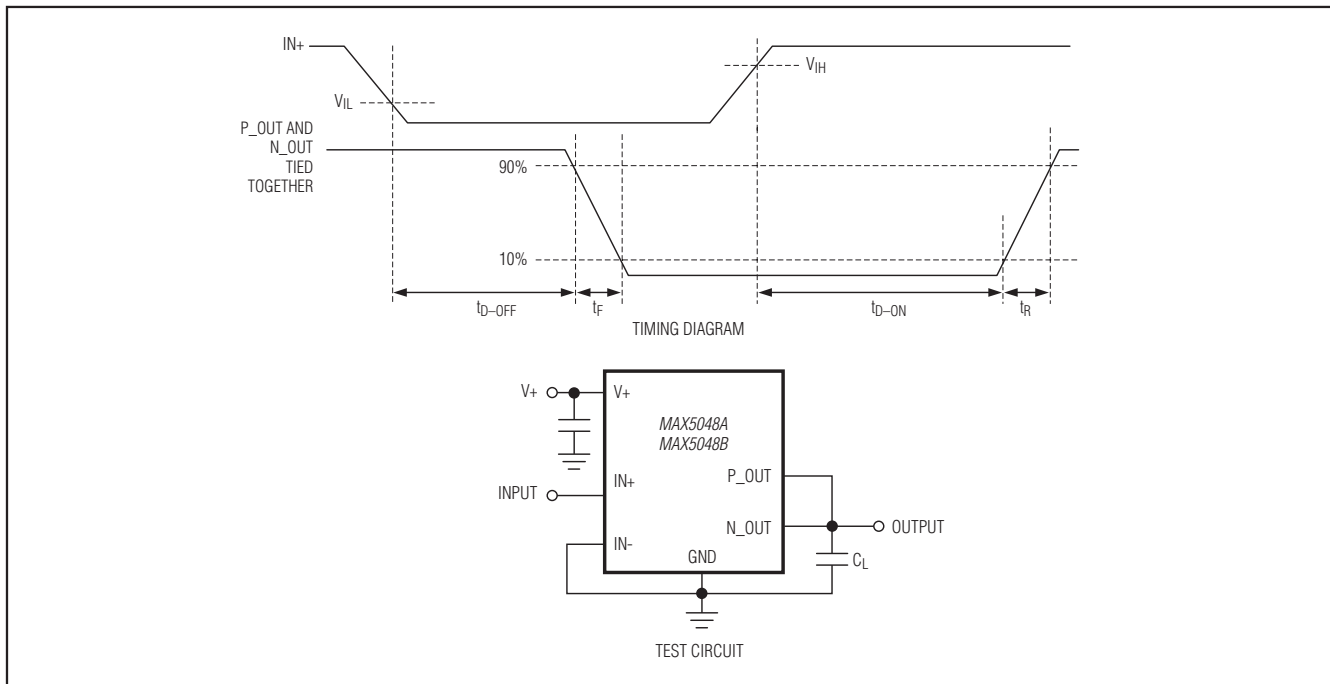 IN+
VIH
VIL
P_OUT AND
N_OUT
TIED
TOGETHER
90%
10%
tD–OFF
tF
tD–ON
tR
TIMING DIAGRAM
V+
V+
MAX5048A
MAX5048B
P_OUT
IN+
INPUT
N_OUT
OUTPUT
IN-
GND
CL
TEST CIRCUIT